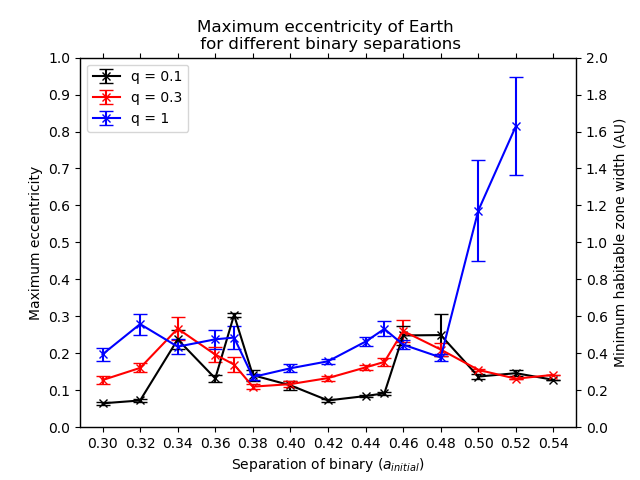 Maximum eccentricity of Earth
for different binary separations
q = 0.1
q = 0.3
q = 1
1.0
0.9
0.8
0.7
0.6
0.5
0.4
0.3
0.2
0.1
0.0
Maximum eccentricity
2.0
1.8
1.6
1.4
1.2
1.0
0.8
0.6
0.4
0.2
0.0
Minimum habitable zone width (AU)
0.30 0.32 0.34 0.36 0.38 0.40 0.42 0.44 0.46 0.48 0.50 0.52 0.54
Separation of binary (a_initial)